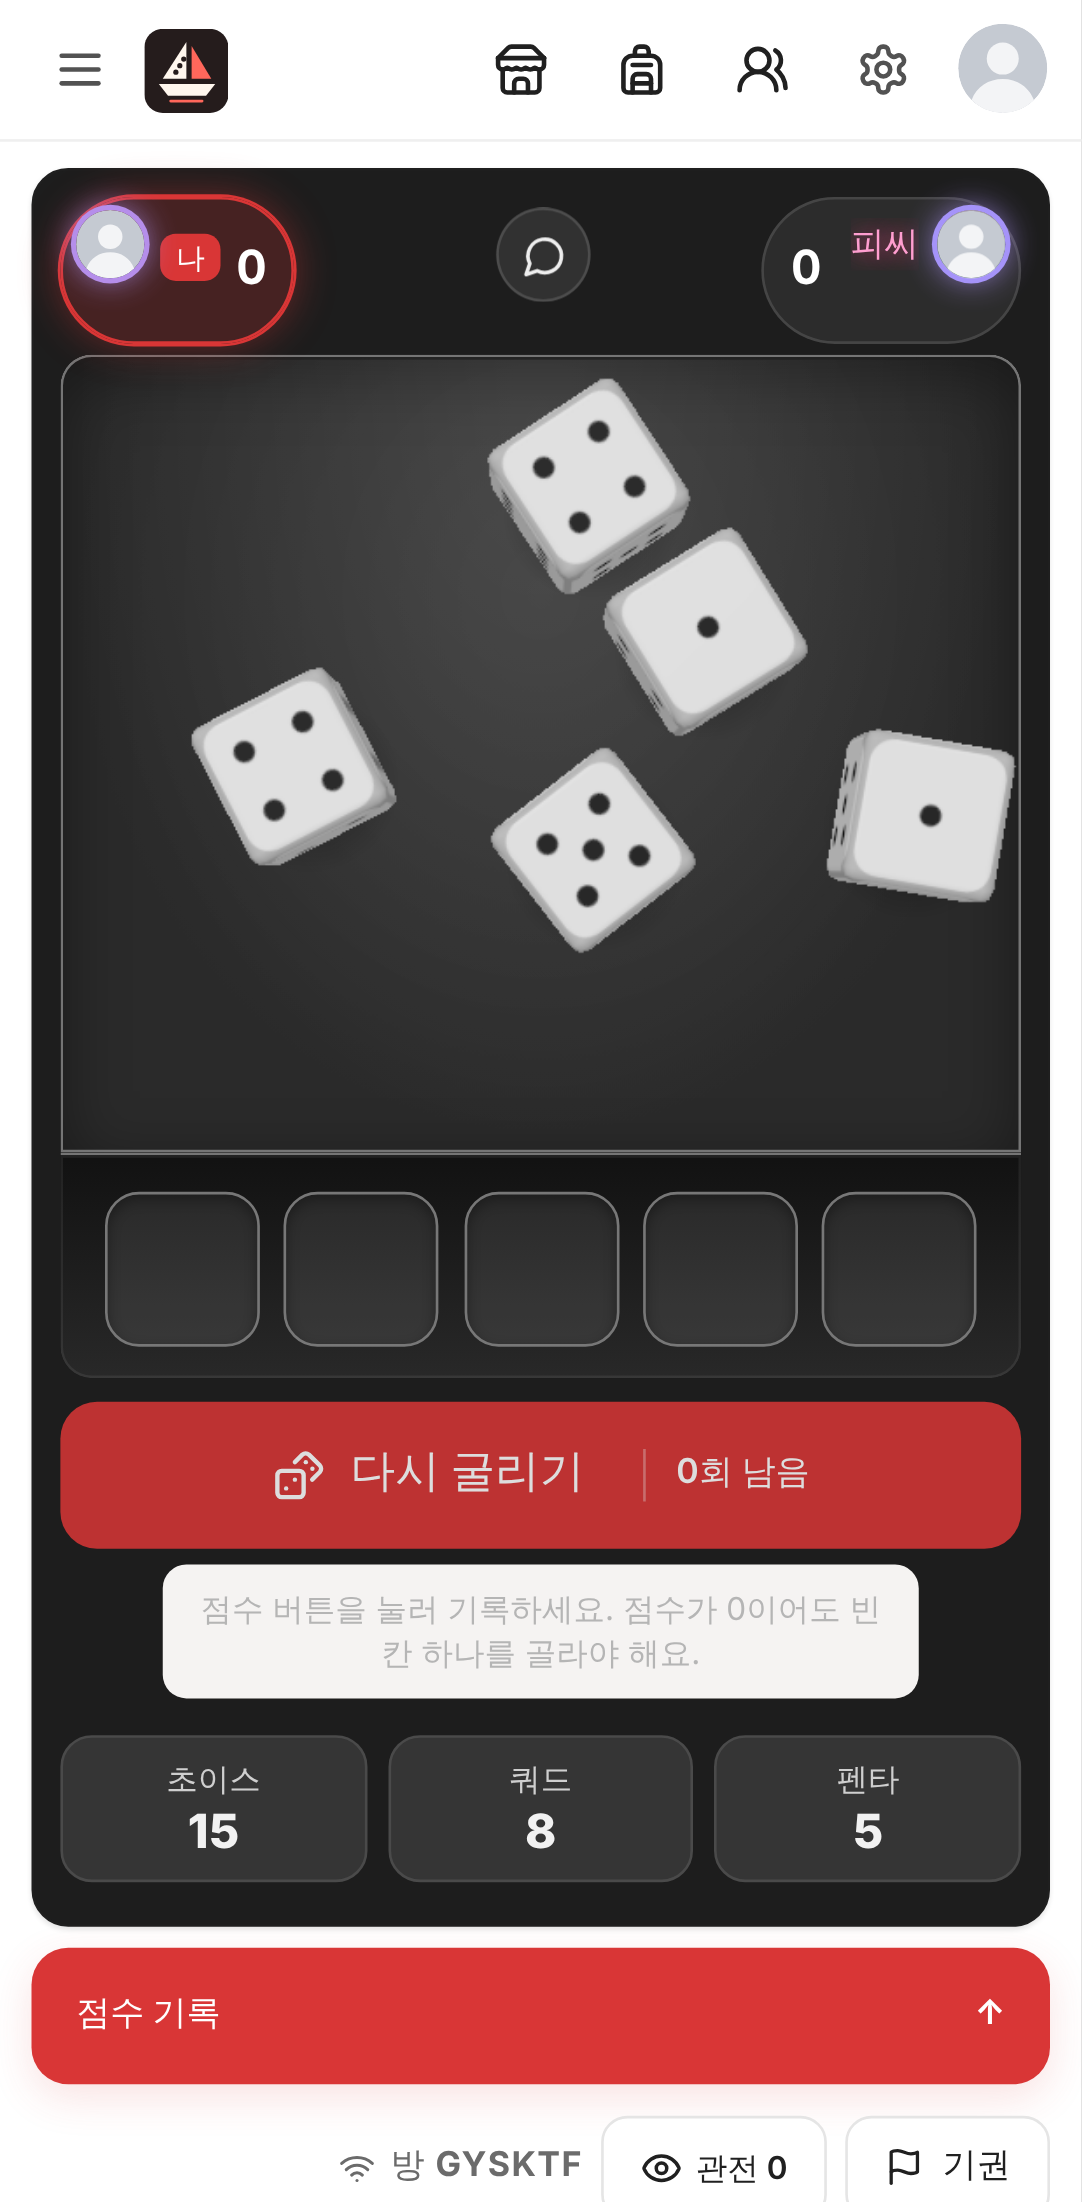 나 0
0 피씨
다시 굴리기 0회 남음
점수 버튼을 눌러 기록하세요. 점수가 0이어도 빈
칸 하나를 골라야 해요.
초이스 쿼드 펜타
15 8 5
점수 기록
방 GYSKTF 관전 0 기권